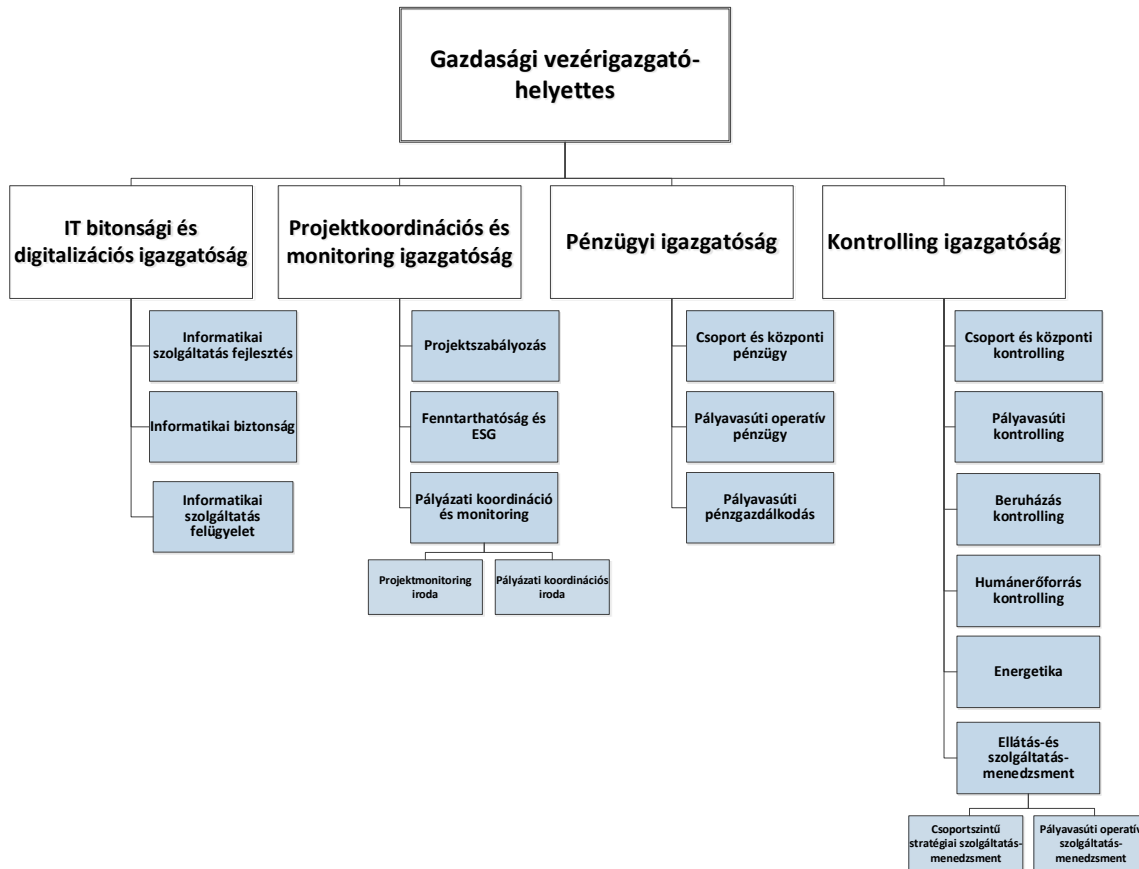 Gazdasági vezérigazgató-
helyettes
IT bitonsági és
digitalizációs igazgatóság
Projektkoordinációs és
monitoring igazgatóság
Pénzügyi igazgatóság
Kontrolling igazgatóság
Informatikai
szolgáltatás fejlesztés
Informatikai biztonság
Informatikai
szolgáltatás
felügyelet
Projektszabályozás
Fenntarthatóság és
ESG
Pályázati koordináció
és monitoring
Projektmonitoring
iroda
Pályázati koordinációs
iroda
Csoport és központi
pénzügy
Pályavasúti operatív
pénzügy
Pályavasúti
pénzgazdálkodás
Csoport és központi
kontrolling
Pályavasúti
kontrolling
Beruházás
kontrolling
Humánerőforrás
kontrolling
Energetika
Ellátás-és
szolgáltatás-
menedzsment
Csoportszintű
stratégiai szolgáltatás-
menedzsment
Pályavasúti operatív
szolgáltatás-
menedzsment